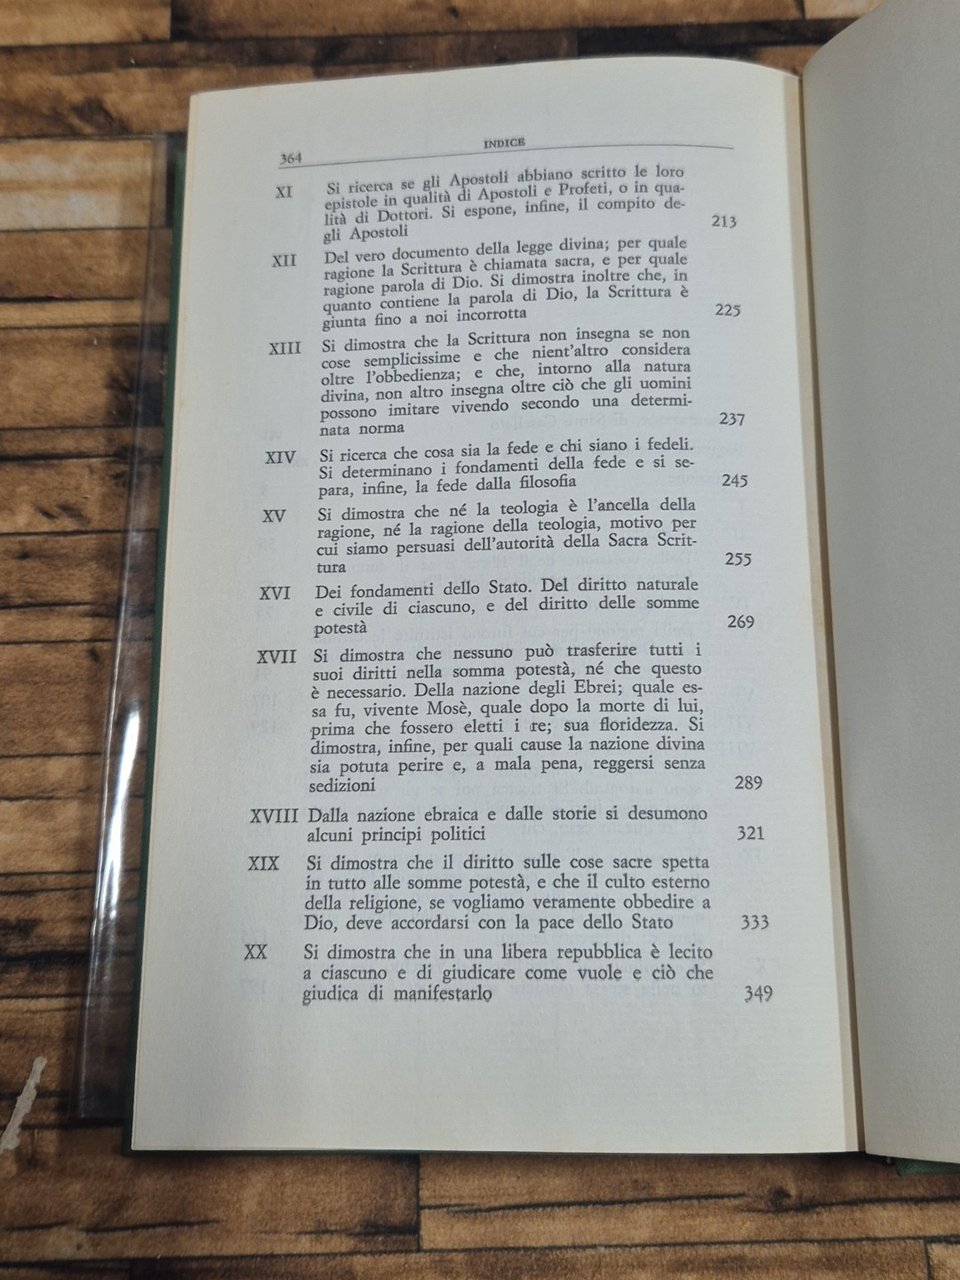 364 INDICE
XI Si ricerca se gli Apostoli abbiano scritto le loro
epistole in qualità di Apostoli e Profeti, o in qua-
lità di Dottori. Si espone, infine, il compito de-
gli Apostoli 213
XII Del vero documento della legge divina; per quale
ragione la Scrittura è chiamata sacra, e per quale
ragione parola di Dio. Si dimostra inoltre che, in
quanto contiene la parola di Dio, la Scrittura è
giunta fino a noi incorrotta 225
XIII Si dimostra che la Scrittura non insegna se non
cose semplicissime e che nient'altro considera
oltre l'obbedienza; e che, intorno alla natura
divina, non altro insegna oltre ciò che gli uomini
possono imitare vivendo secondo una determi-
nata norma 237
XIV Si ricerca che cosa sia la fede e chi siano i fedeli.
Si determinano i fondamenti della fede e si se-
para, infine, la fede dalla filosofia 245
XV Si dimostra che né la teologia è l'ancella della
ragione, né la ragione della teologia, motivo per
cui siamo persuasi dell'autorità della Sacra Scrit-
tura 255
XVI Dei fondamenti dello Stato. Del diritto naturale
e civile di ciascuno, e del diritto delle somme
potestà 269
XVII Si dimostra che nessuno può trasferire tutti i
suoi diritti nella somma potestà, né che questo
è necessario. Della nazione degli Ebrei; quale es-
sa fu, vivente Mosè, quale dopo la morte di lui,
prima che fossero eletti i re; sua floridezza. Si
dimostra, infine, per quali cause la nazione divina
sia potuta perire e, a mala pena, reggersi senza
sedizioni 289
XVIII Dalla nazione ebraica e dalle storie si desumono
alcuni principi politici 321
XIX Si dimostra che il diritto sulle cose sacre spetta
in tutto alle somme potestà, e che il culto esterno
della religione, se vogliamo veramente obbedire a
Dio, deve accordarsi con la pace dello Stato 333
XX Si dimostra che in una libera repubblica è lecito
a ciascuno e di giudicare come vuole e ciò che
giudica di manifestarlo 349